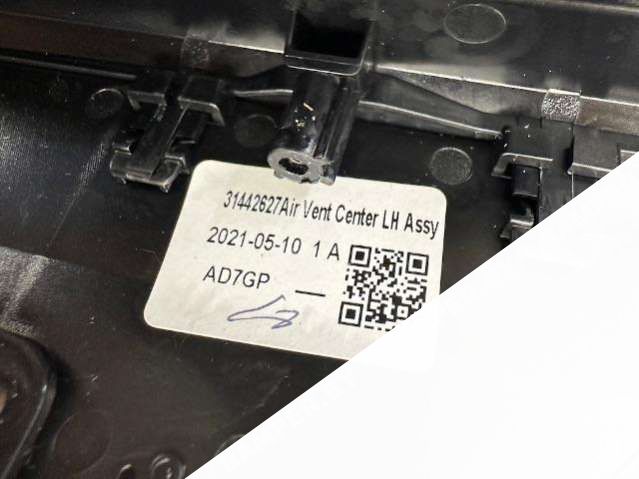 31442627Air Vent Center LH Assy
2021-05-10 1 A
AD7GP —